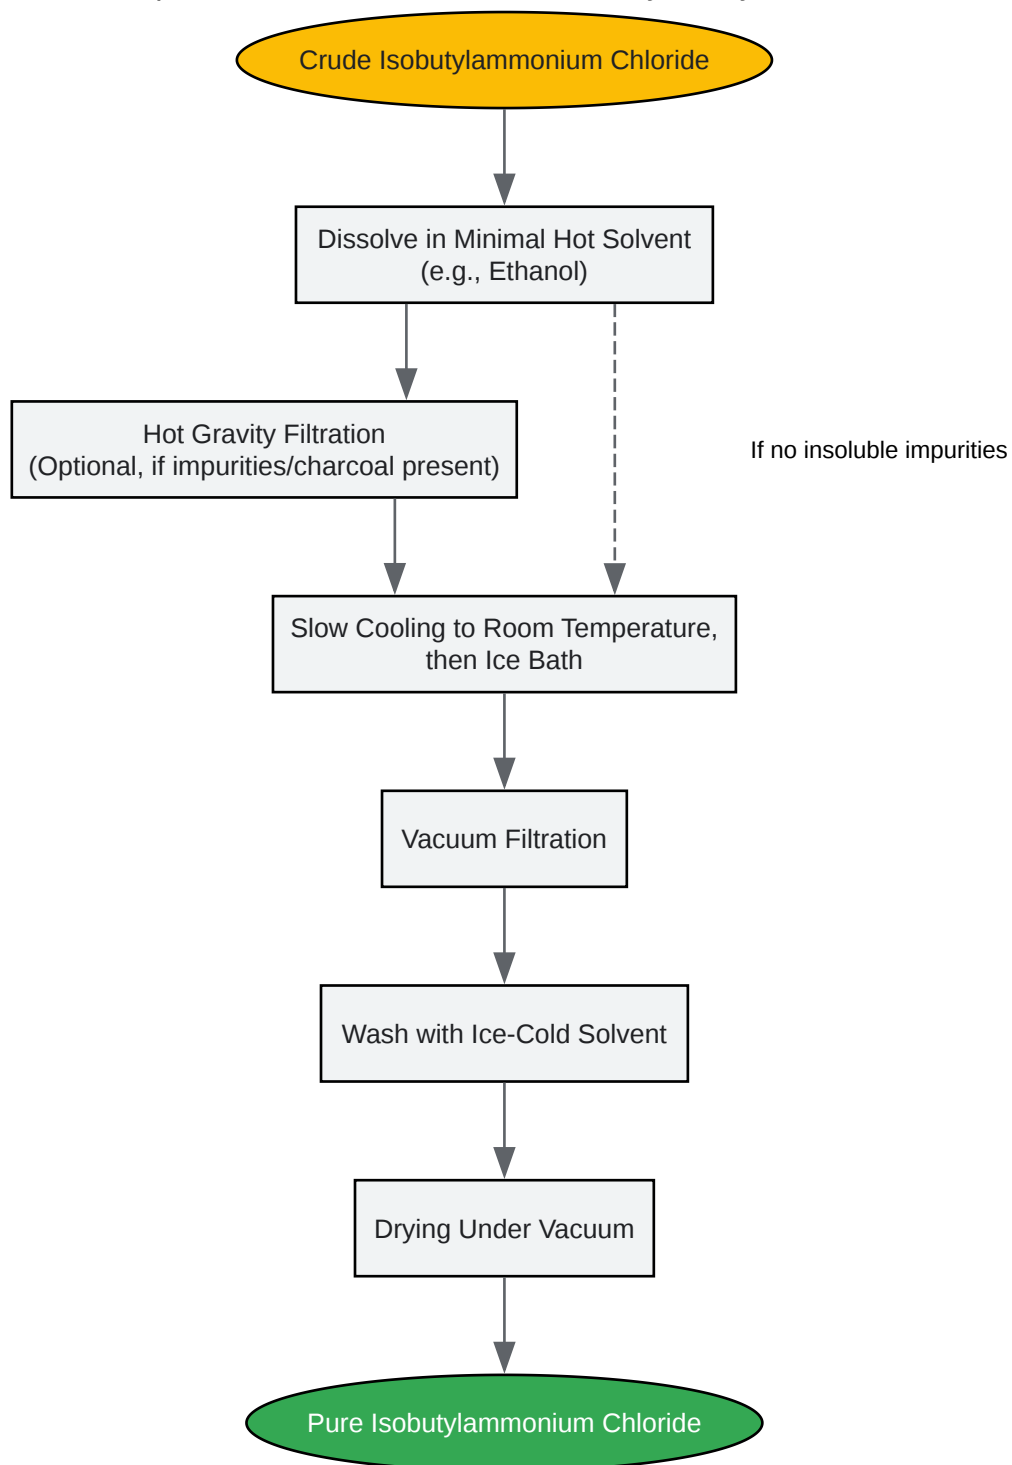 Crude Isobutylammonium Chloride
Dissolve in Minimal Hot Solvent
(e.g., Ethanol)
Hot Gravity Filtration
(Optional, if impurities/charcoal present)
If no insoluble impurities
Slow Cooling to Room Temperature,
then Ice Bath
Vacuum Filtration
Wash with Ice-Cold Solvent
Drying Under Vacuum
Pure Isobutylammonium Chloride